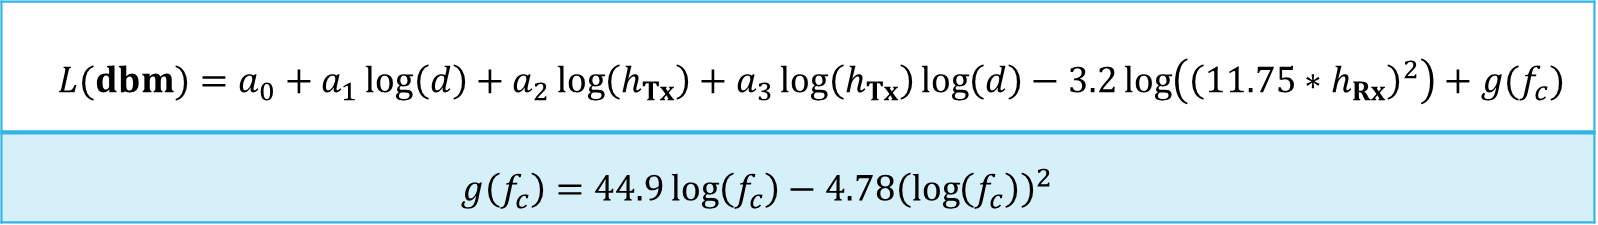 L(dbm) = a₀ + a₁ log(d) + a₂ log(h_Tx) + a₃ log(h_Tx) log(d) − 3.2 log((11.75 ∗ h_Rx)²) + g(f_c)
g(f_c) = 44.9 log(f_c) − 4.78(log(f_c))²